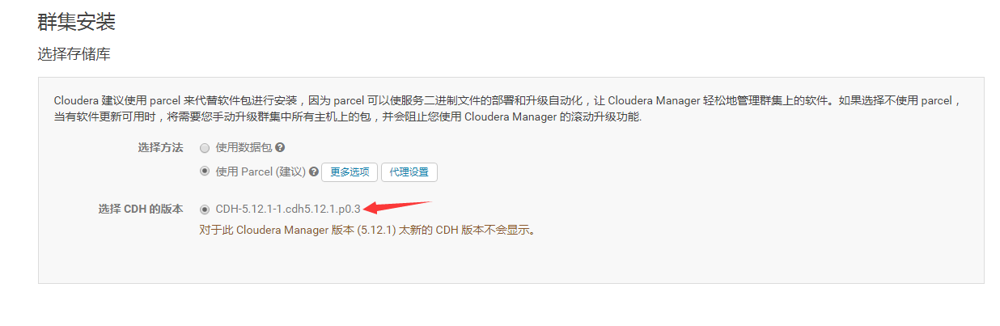 群集安装
选择存储库
Cloudera 建议使用 parcel 来代替软件包进行安装，因为 parcel 可以使服务二进制文件的部署和升级自动化，让 Cloudera Manager 轻松地管理群集上的软件。如果选择不使用 parcel，
当有软件更新可用时，将需要您手动升级群集中所有主机上的包，并会阻止您使用 Cloudera Manager 的滚动升级功能.
选择方法 使用数据包 ?
使用 Parcel (建议) ? 更多选项 代理设置
选择 CDH 的版本 CDH-5.12.1-1.cdh5.12.1.p0.3
对于此 Cloudera Manager 版本 (5.12.1) 太新的 CDH 版本不会显示。